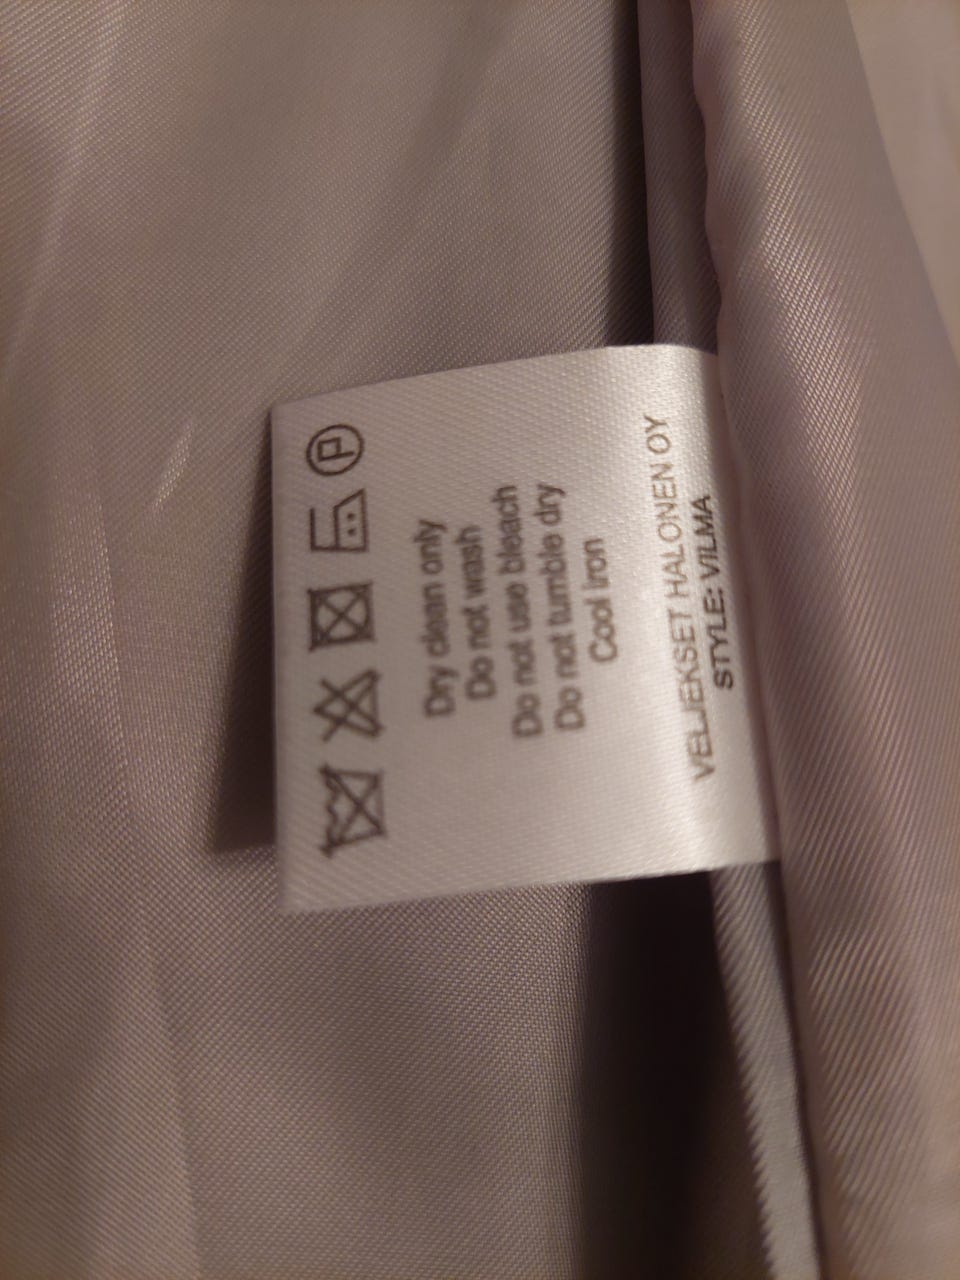 P
Dry clean only
Do not wash
Do not use bleach
Do not tumble dry
Cool iron
VELJEKSET HALONEN OY
STYLE: VILMA